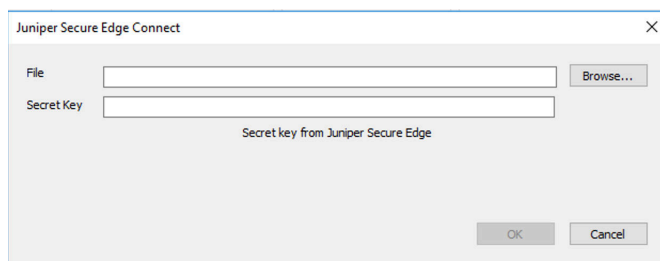 Juniper Secure Edge Connect
File
Browse...
Secret Key
Secret key from Juniper Secure Edge
OK
Cancel